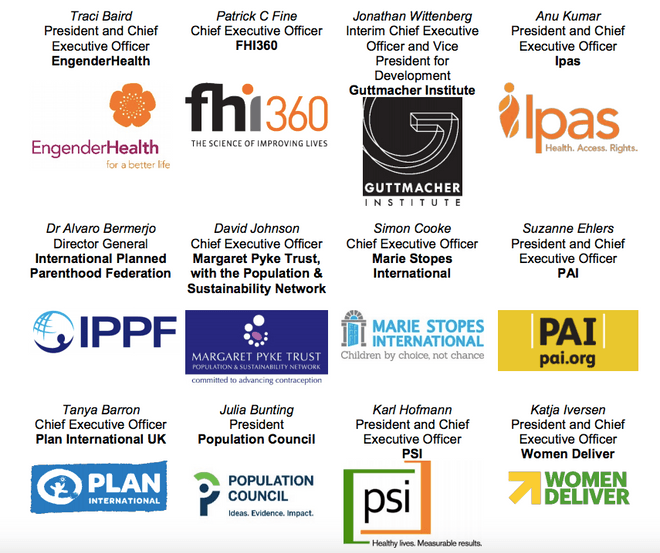 Traci Baird
President and Chief
Executive Officer
EngenderHealth
EngenderHealth
for a better life
Patrick C Fine
Chief Executive Officer
FHI360
fhi360
THE SCIENCE OF IMPROVING LIVES
Jonathan Wittenberg
Interim Chief Executive
Officer and Vice
President for
Development
Guttmacher Institute
GUTTMACHER
INSTITUTE
Anu Kumar
President and Chief
Executive Officer
Ipas
Ipas
Health. Access. Rights.
Dr Alvaro Bermerjo
Director General
International Planned
Parenthood Federation
IPPF
David Johnson
Chief Executive Officer
Margaret Pyke Trust,
with the Population &
Sustainability Network
MARGARET PYKE TRUST
POPULATION & SUSTAINABILITY NETWORK
committed to advancing contraception
Simon Cooke
Chief Executive Officer
Marie Stopes
International
MARIE STOPES
INTERNATIONAL
Children by choice, not chance
Suzanne Ehlers
President and Chief
Executive Officer
PAI
PAI
pai.org
Tanya Barron
Chief Executive Officer
Plan International UK
PLAN
INTERNATIONAL
Julia Bunting
President
Population Council
POPULATION
COUNCIL
Ideas. Evidence. Impact.
Karl Hofmann
President and Chief
Executive Officer
PSI
psi
Healthy lives. Measurable results.
Katja Iversen
President and Chief
Executive Officer
Women Deliver
WOMEN
DELIVER